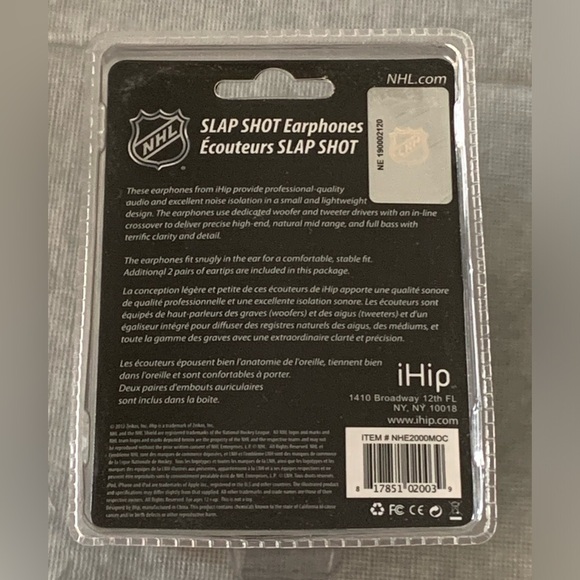 NHL.com
NHL
SLAP SHOT Earphones
Écouteurs SLAP SHOT
NE 190002120
These earphones from iHip provide professional-quality
audio and excellent noise isolation in a small and lightweight
design. The earphones use dedicated woofer and tweeter drivers with an in-line
crossover to deliver precise high-end, natural mid range, and full bass with
terrific clarity and detail.
The earphones fit snugly in the ear for a comfortable, stable fit.
Additional 2 pairs of eartips are included in this package.
La conception légère et petite de ces écouteurs de iHip apporte une qualité sonore
de qualité professionnelle et une excellente isolation sonore. Les écouteurs sont
équipés de haut-parleurs des graves (woofers) et des aigus (tweeters) et d'un
égaliseur intégré pour diffuser des registres naturels des aigus, des médiums, et
toute la gamme des graves avec une extraordinaire clarté et précision.
Les écouteurs épousent bien l'anatomie de l'oreille, tiennent bien
dans l'oreille et sont confortables à porter.
Deux paires d'embouts auriculaires
sont inclus dans la boîte.
iHip
1410 Broadway 12th FL
NY, NY 10018
www.ihip.com
ITEM # NHE2000MOC
8 17851 02003 9